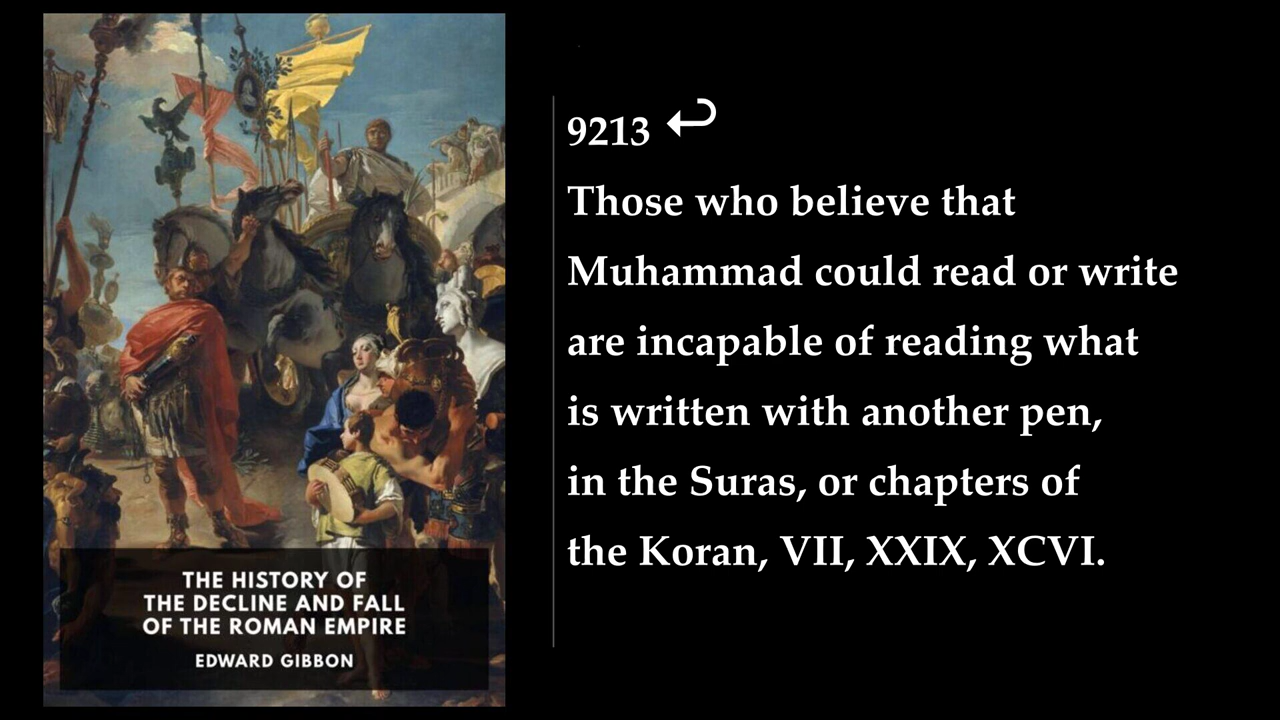 THE HISTORY OF
THE DECLINE AND FALL
OF THE ROMAN EMPIRE
EDWARD GIBBON
9213 ↩
Those who believe that
Muhammad could read or write
are incapable of reading what
is written with another pen,
in the Suras, or chapters of
the Koran, VII, XXIX, XCVI.